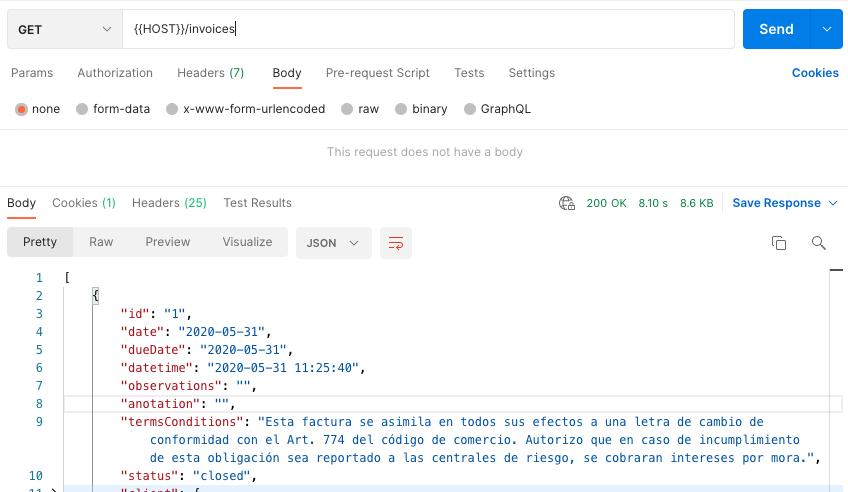 GET {{HOST}}/invoices Send
Params Authorization Headers (7) Body Pre-request Script Tests Settings Cookies
none form-data x-www-form-urlencoded raw binary GraphQL
This request does not have a body
Body Cookies (1) Headers (25) Test Results 200 OK 8.10 s 8.6 KB Save Response
Pretty Raw Preview Visualize JSON
1 [
2 {
3 "id": "1",
4 "date": "2020-05-31",
5 "dueDate": "2020-05-31",
6 "datetime": "2020-05-31 11:25:40",
7 "observations": "",
8 "anotation": "",
9 "termsConditions": "Esta factura se asimila en todos sus efectos a una letra de cambio de
conformidad con el Art. 774 del código de comercio. Autorizo que en caso de incumplimiento
de esta obligación sea reportado a las centrales de riesgo, se cobraran intereses por mora.",
10 "status": "closed",
11 "client": {